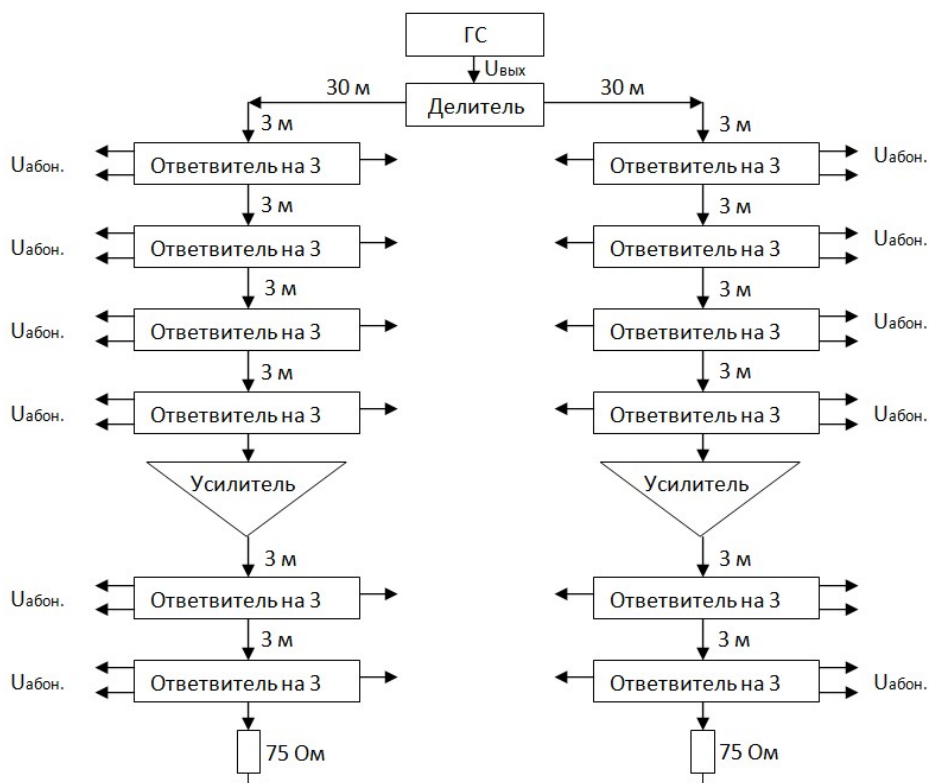 ГС
Uвых
30 м
30 м
Делитель
3 м
3 м
Uабон.
Ответвитель на 3
Ответвитель на 3
Uабон.
3 м
3 м
Uабон.
Ответвитель на 3
Ответвитель на 3
Uабон.
3 м
3 м
Uабон.
Ответвитель на 3
Ответвитель на 3
Uабон.
3 м
3 м
Uабон.
Ответвитель на 3
Ответвитель на 3
Uабон.
Усилитель
Усилитель
3 м
3 м
Uабон.
Ответвитель на 3
Ответвитель на 3
3 м
3 м
Uабон.
Ответвитель на 3
Ответвитель на 3
Uабон.
75 Ом
75 Ом